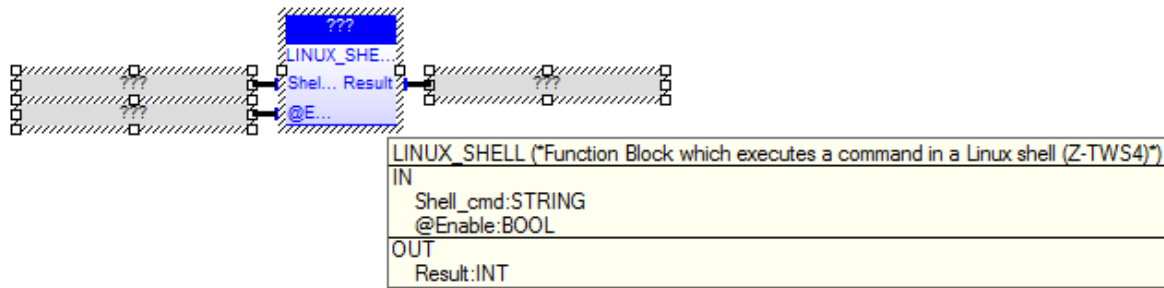 ???
LINUX_SHE...
??? Shel... Result ???
??? @E...
LINUX_SHELL (*Function Block which executes a command in a Linux shell (Z-TWS4)*)
IN
Shell_cmd:STRING
@Enable:BOOL
OUT
Result:INT